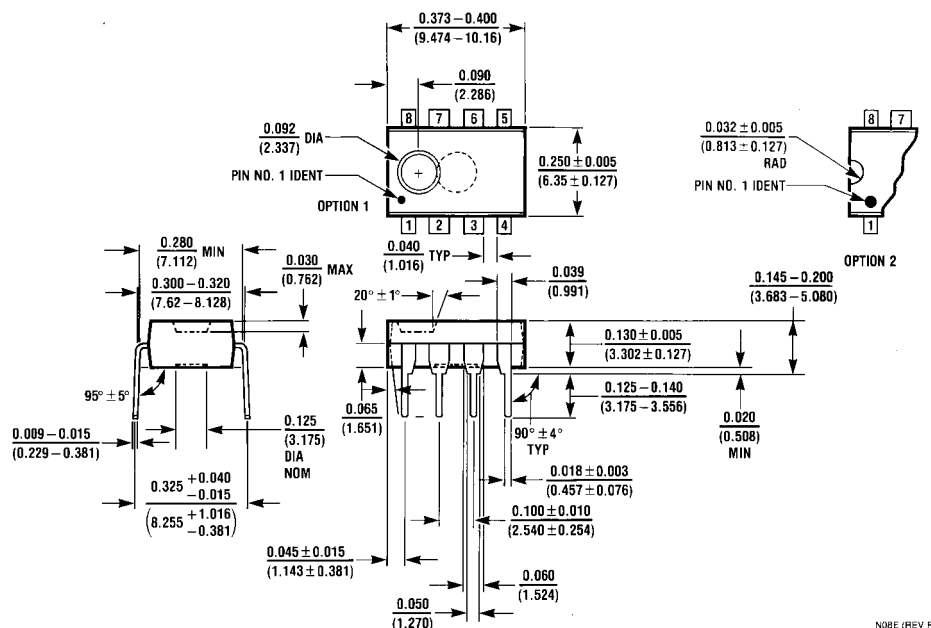 0.373 – 0.400
(9.474 – 10.16)
0.090
(2.286)
8 7 6 5
0.092 DIA
(2.337)
PIN NO. 1 IDENT
+
OPTION 1
1 2 3 4
0.250 ± 0.005
(6.35 ± 0.127)
0.032 ± 0.005
(0.813 ± 0.127)
RAD
PIN NO. 1 IDENT
8 7
1
OPTION 2
0.280 MIN
(7.112)
0.300 – 0.320
(7.62 – 8.128)
0.030 MAX
(0.762)
0.040 TYP
(1.016)
20° ± 1°
0.039
(0.991)
0.145 – 0.200
(3.683 – 5.080)
0.130 ± 0.005
(3.302 ± 0.127)
95° ± 5°
0.009 – 0.015
(0.229 – 0.381)
0.125
(3.175)
DIA
NOM
0.065
(1.651)
90° ± 4°
TYP
0.125 – 0.140
(3.175 – 3.556)
0.020
(0.508)
MIN
0.325 +0.040 −0.015
(8.255 +1.016 −0.381)
0.018 ± 0.003
(0.457 ± 0.076)
0.100 ± 0.010
(2.540 ± 0.254)
0.045 ± 0.015
(1.143 ± 0.381)
0.060
(1.524)
0.050
(1.270)
N08E (REV F